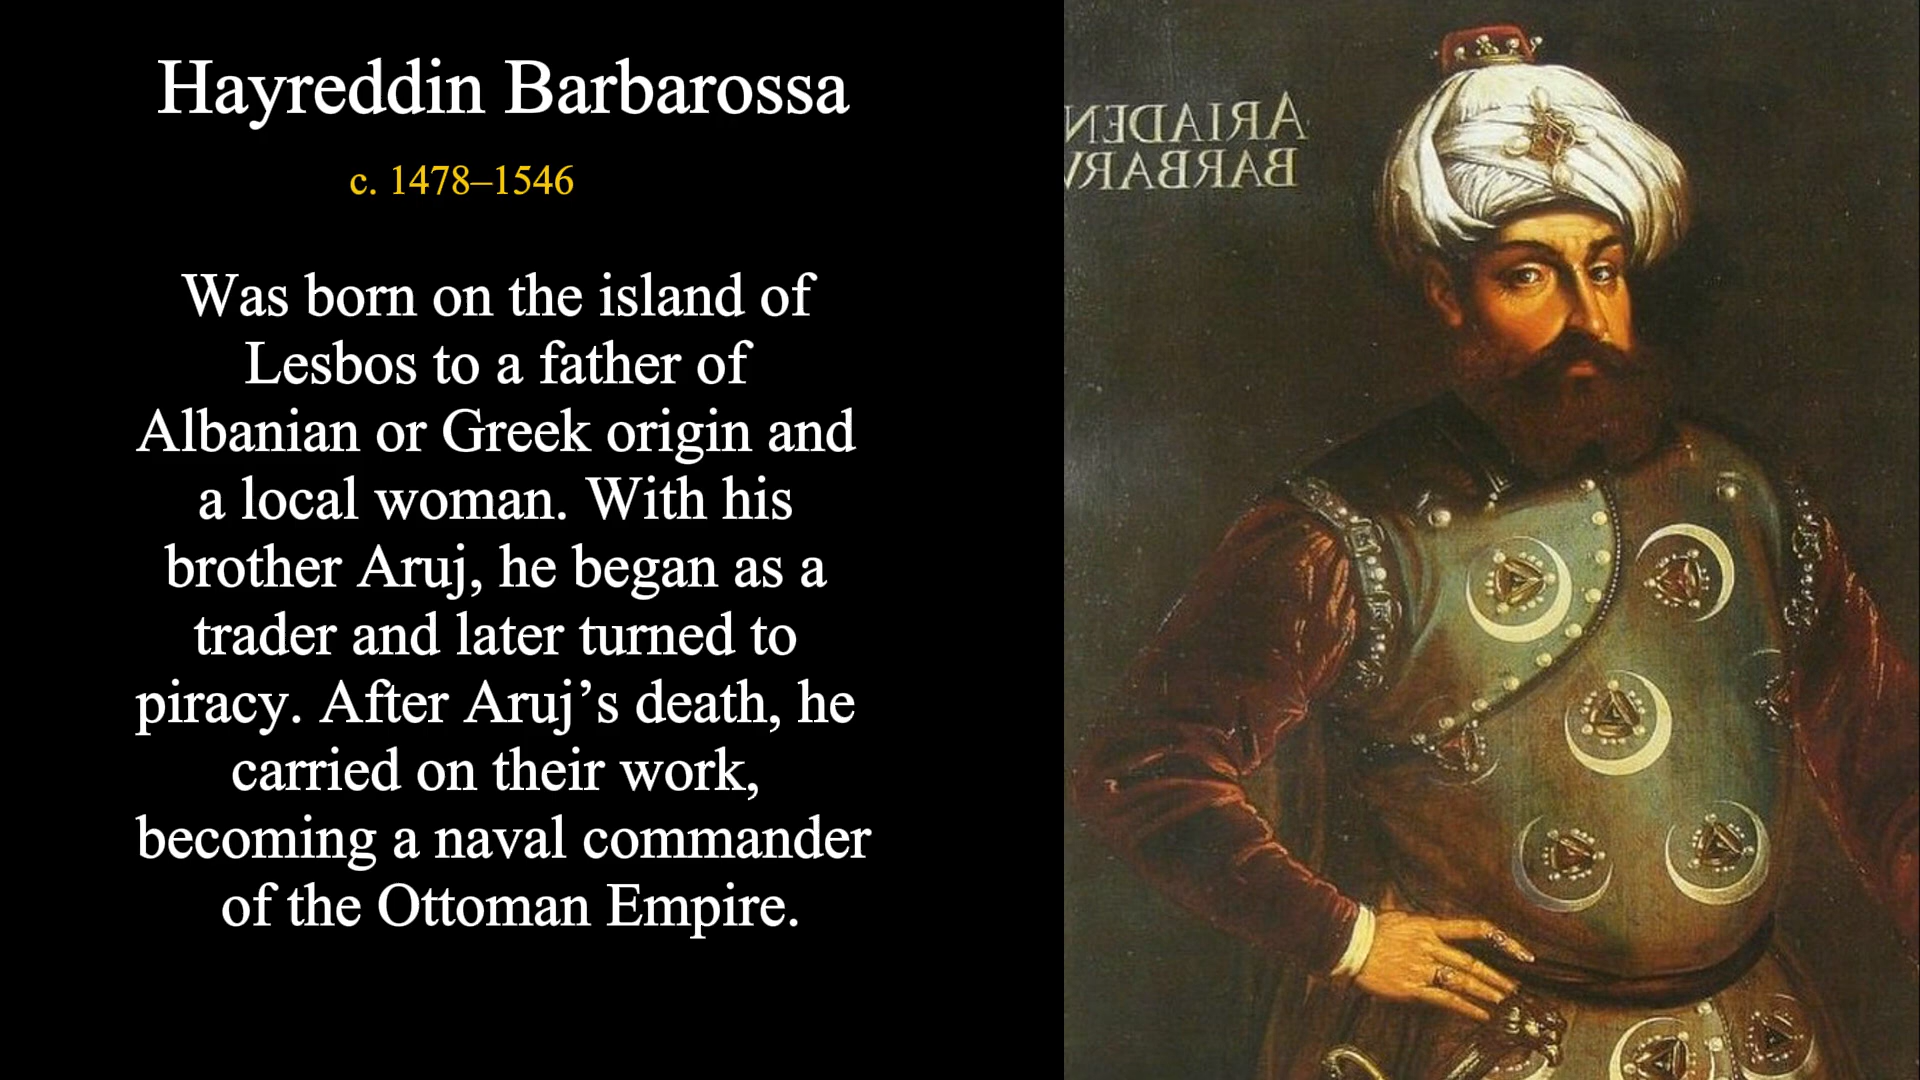 Hayreddin Barbarossa
c. 1478–1546
Was born on the island of
Lesbos to a father of
Albanian or Greek origin and
a local woman. With his
brother Aruj, he began as a
trader and later turned to
piracy. After Aruj’s death, he
carried on their work,
becoming a naval commander
of the Ottoman Empire.
ARIADEN
BARBARV